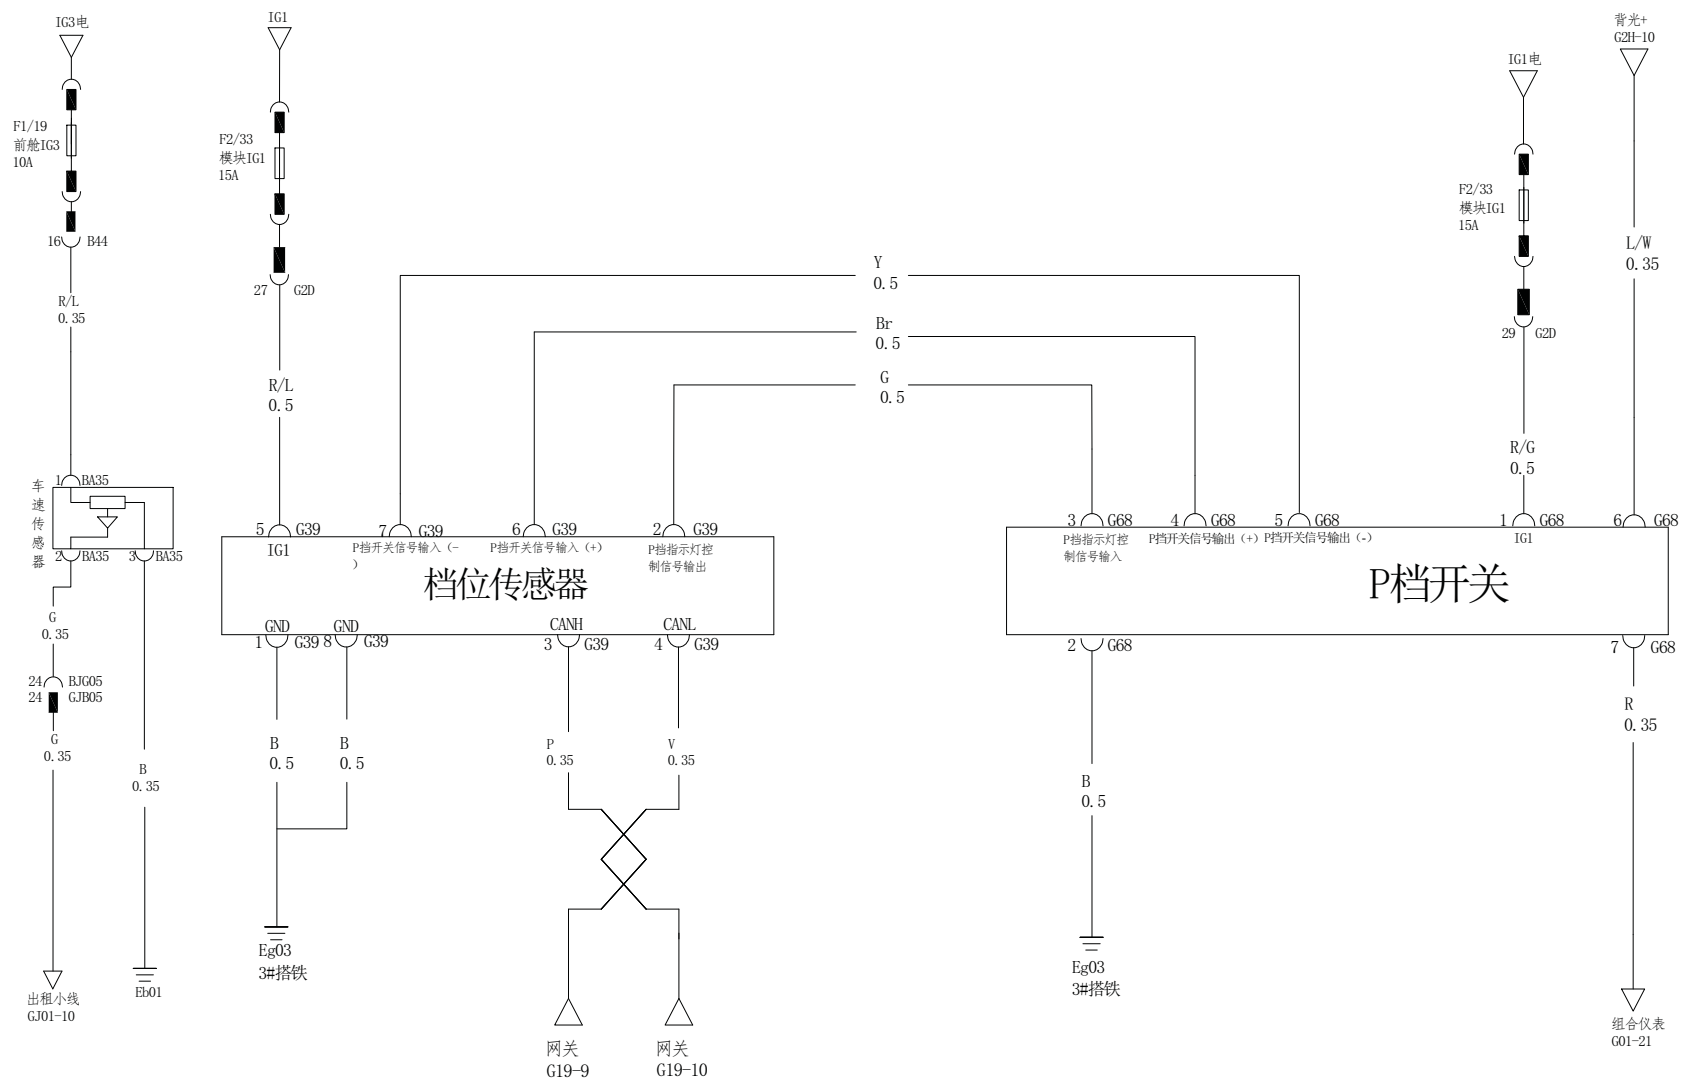 IG3电
F1/19
前舱IG3
10A
16
B44
R/L
0.35
1
BA35
车
速
传
感
器
2
BA35
3
BA35
G
0.35
24
BJG05
24
GJB05
G
0.35
B
0.35
出租小线
GJ01-10
Eb01
IG1
F2/33
模块IG1
15A
27
G2D
R/L
0.5
5
G39
IG1
7
G39
P挡开关信号输入（-
）
6
G39
P挡开关信号输入（+）
2
G39
P挡指示灯控
制信号输出
档位传感器
GND
1
G39
GND
8
G39
CANH
3
G39
CANL
4
G39
B
0.5
B
0.5
P
0.35
V
0.35
Eg03
3#搭铁
网关
G19-9
网关
G19-10
Y
0.5
Br
0.5
G
0.5
IG1电
F2/33
模块IG1
15A
29
G2D
R/G
0.5
背光+
G2H-10
L/W
0.35
3
G68
P挡指示灯控
制信号输入
4
G68
P挡开关信号输出（+）
5
G68
P挡开关信号输出（-）
1
G68
IG1
6
G68
P档开关
2
G68
7
G68
B
0.5
R
0.35
Eg03
3#搭铁
组合仪表
G01-21